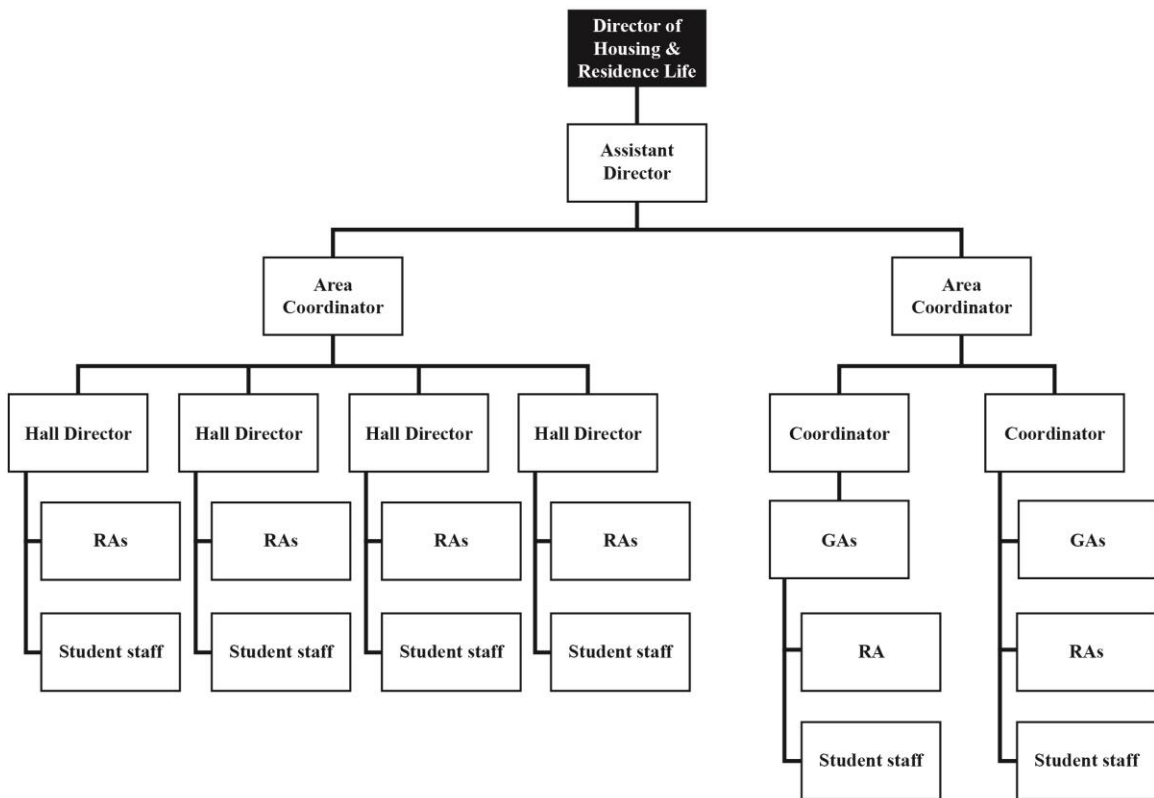 Director of
Housing &
Residence Life
Assistant
Director
Area
Coordinator
Area
Coordinator
Hall Director
Hall Director
Hall Director
Hall Director
Coordinator
Coordinator
RAs
RAs
RAs
RAs
GAs
GAs
Student staff
Student staff
Student staff
Student staff
RA
RAs
Student staff
Student staff